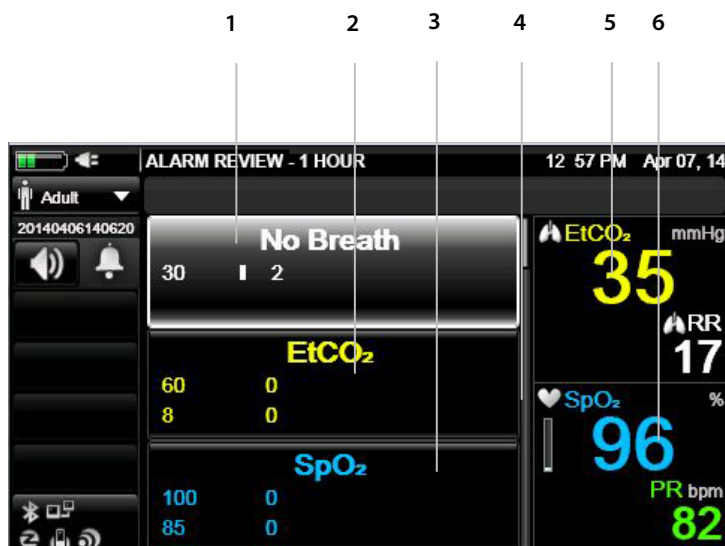 1 2 3 4 5 6
ALARM REVIEW - 1 HOUR 12 57 PM Apr 07, 14
Adult
20140406140620
No Breath
30 2
EtCO₂
60 0
8 0
SpO₂
100 0
85 0
EtCO₂ mmHg
35
RR
17
SpO₂ %
96
PR bpm
82